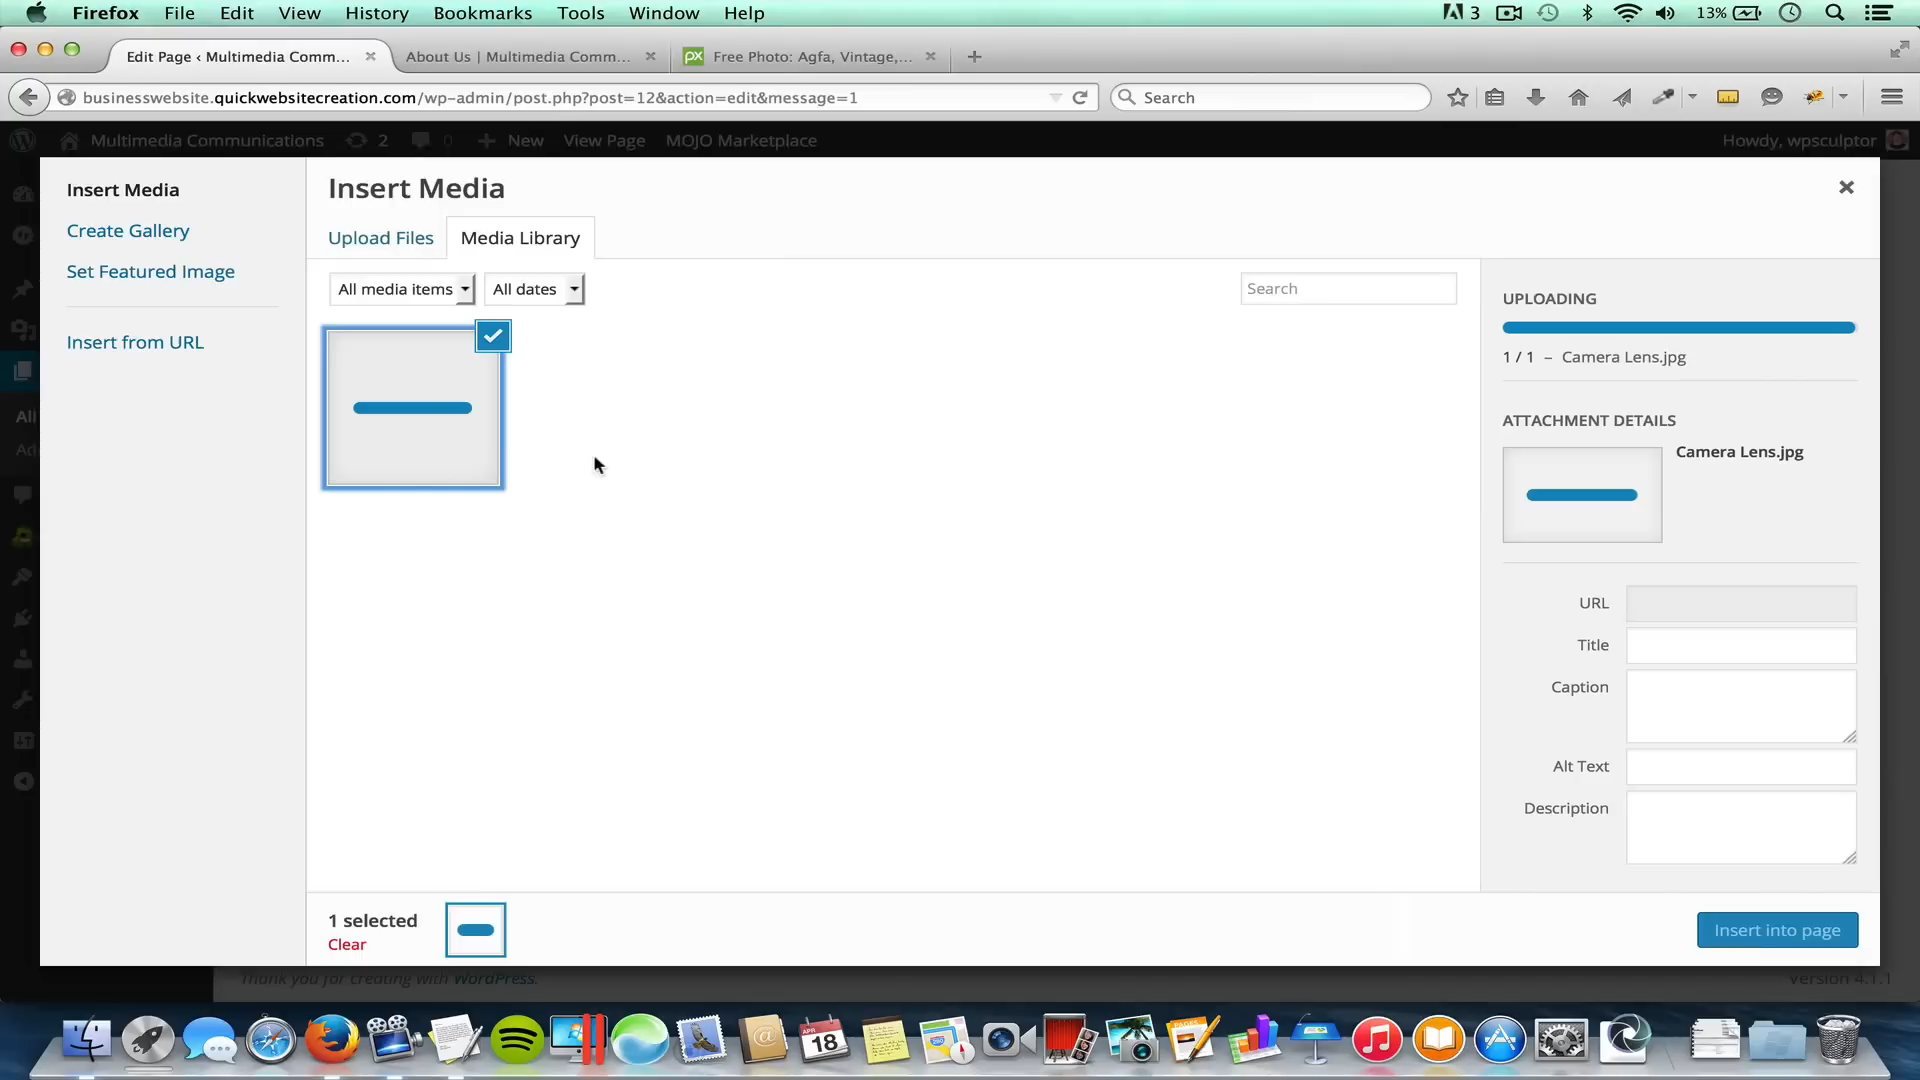 Firefox File Edit View History Bookmarks Tools Window Help 3 13%
Edit Page ‹ Multimedia Comm... About Us | Multimedia Comm... px Free Photo: Agfa, Vintage,...
businesswebsite.quickwebsitecreation.com/wp-admin/post.php?post=12&action=edit&message=1 Search
Multimedia Communications 2 0 New View Page MOJO Marketplace Howdy, wpsculptor
Insert Media
Create Gallery
Set Featured Image
Insert from URL
Insert Media
Upload Files Media Library
All media items All dates Search
UPLOADING
1 / 1 – Camera Lens.jpg
ATTACHMENT DETAILS
Camera Lens.jpg
URL
Title
Caption
Alt Text
Description
1 selected
Clear
Insert into page
Thank you for creating with WordPress. Version 4.1.1
APR
18
PAGES